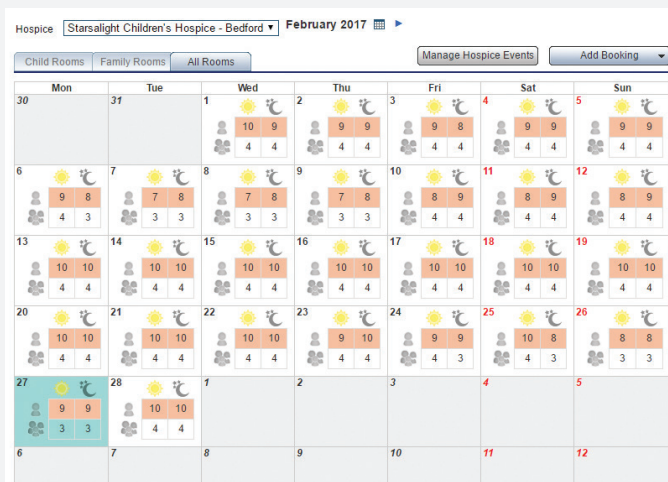 Hospice Starsalight Children's Hospice - Bedford February 2017
Child Rooms Family Rooms All Rooms Manage Hospice Events Add Booking
Mon Tue Wed Thu Fri Sat Sun
30 31 1 2 3 4 5
10 9 9 9 9 8 9 9 9 9
4 4 4 4 4 4 4 4 4 4
6 7 8 9 10 11 12
9 8 7 8 7 8 7 8 8 9 8 9 8 9
4 3 3 3 3 3 3 3 4 4 4 4 4 4
13 14 15 16 17 18 19
10 10 10 10 10 10 10 10 10 10 10 10 10 10
4 4 4 4 4 4 4 4 4 4 4 4 4 4
20 21 22 23 24 25 26
10 10 10 10 10 10 9 10 9 9 10 8 8 8
4 4 4 4 4 4 4 4 4 3 4 3 3 3
27 28 1 2 3 4 5
9 9 10 10
3 3 4 4
6 7 8 9 10 11 12